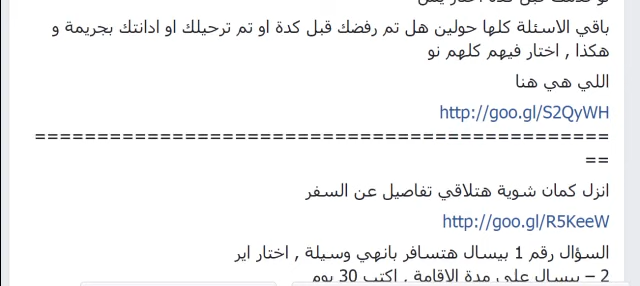 باقي الاسئلة كلها حولين هل تم رفضك قبل كدة او تم ترحيلك او ادانتك بجريمة و
هكذا , اختار فيهم كلهم نو
اللي هي هنا
http://goo.gl/S2QyWH
===============================================
==
انزل كمان شوية هتلاقي تفاصيل عن السفر
http://goo.gl/R5KeeW
السؤال رقم 1 بيسال هتسافر بانهي وسيلة , اختار اير
2 – بيسال على مدة الاقامة , اكتب 30 يوم